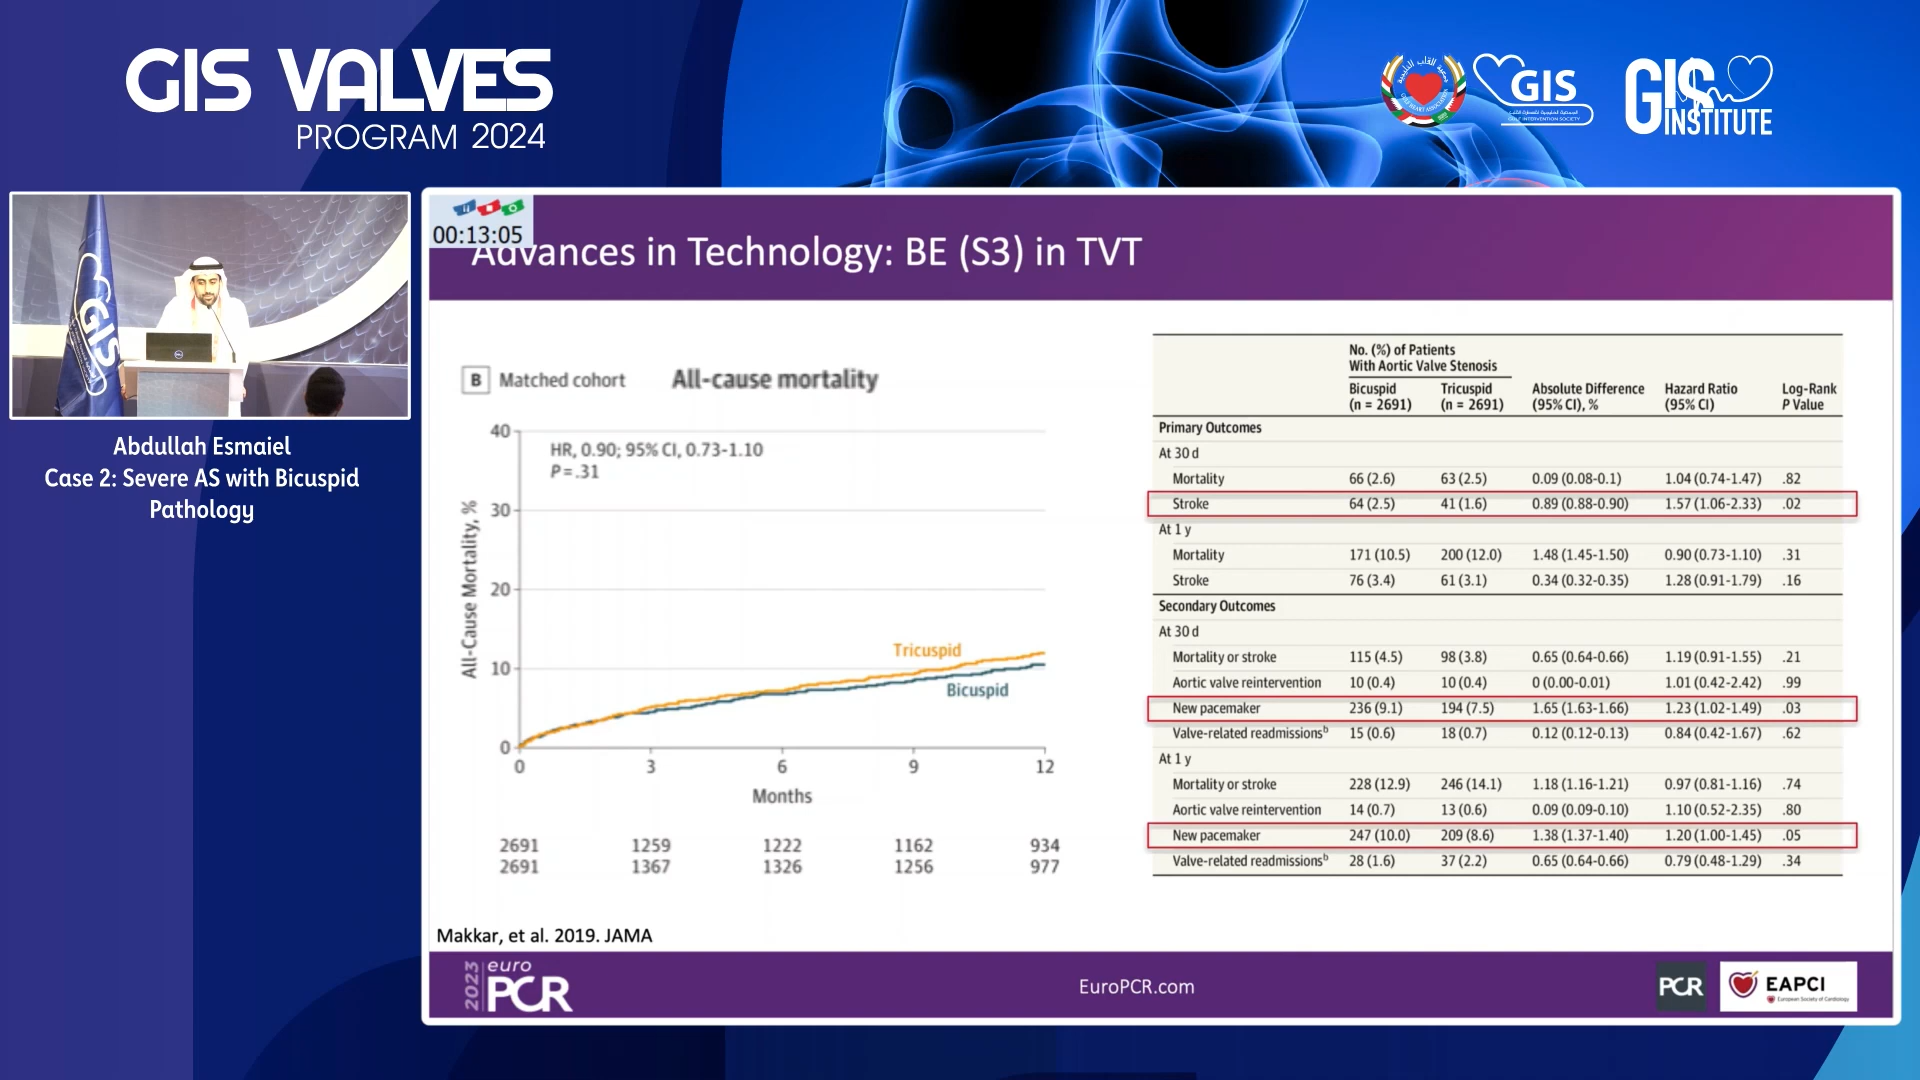 GIS VALVES
PROGRAM 2024
GIS
GIS
INSTITUTE
GIS
Abdullah Esmaiel
Case 2: Severe AS with Bicuspid
Pathology
00:13:05
Advances in Technology: BE (S3) in TVT
B Matched cohort All-cause mortality
HR, 0.90; 95% CI, 0.73-1.10
P = .31
All-Cause Mortality, %
40
30
20
10
0
Tricuspid
Bicuspid
0 3 6 9 12
Months
2691 1259 1222 1162 934
2691 1367 1326 1256 977
No. (%) of Patients
With Aortic Valve Stenosis
Bicuspid Tricuspid Absolute Difference Hazard Ratio Log-Rank
(n = 2691) (n = 2691) (95% CI), % (95% CI) P Value
Primary Outcomes
At 30 d
Mortality 66 (2.6) 63 (2.5) 0.09 (0.08-0.1) 1.04 (0.74-1.47) .82
Stroke 64 (2.5) 41 (1.6) 0.89 (0.88-0.90) 1.57 (1.06-2.33) .02
At 1 y
Mortality 171 (10.5) 200 (12.0) 1.48 (1.45-1.50) 0.90 (0.73-1.10) .31
Stroke 76 (3.4) 61 (3.1) 0.34 (0.32-0.35) 1.28 (0.91-1.79) .16
Secondary Outcomes
At 30 d
Mortality or stroke 115 (4.5) 98 (3.8) 0.65 (0.64-0.66) 1.19 (0.91-1.55) .21
Aortic valve reintervention 10 (0.4) 10 (0.4) 0 (0.00-0.01) 1.01 (0.42-2.42) .99
New pacemaker 236 (9.1) 194 (7.5) 1.65 (1.63-1.66) 1.23 (1.02-1.49) .03
Valve-related readmissionsᵇ 15 (0.6) 18 (0.7) 0.12 (0.12-0.13) 0.84 (0.42-1.67) .62
At 1 y
Mortality or stroke 228 (12.9) 246 (14.1) 1.18 (1.16-1.21) 0.97 (0.81-1.16) .74
Aortic valve reintervention 14 (0.7) 13 (0.6) 0.09 (0.09-0.10) 1.10 (0.52-2.35) .80
New pacemaker 247 (10.0) 209 (8.6) 1.38 (1.37-1.40) 1.20 (1.00-1.45) .05
Valve-related readmissionsᵇ 28 (1.6) 37 (2.2) 0.65 (0.64-0.66) 0.79 (0.48-1.29) .34
Makkar, et al. 2019. JAMA
2023 euro
PCR
EuroPCR.com
PCR
EAPCI
European Society of Cardiology